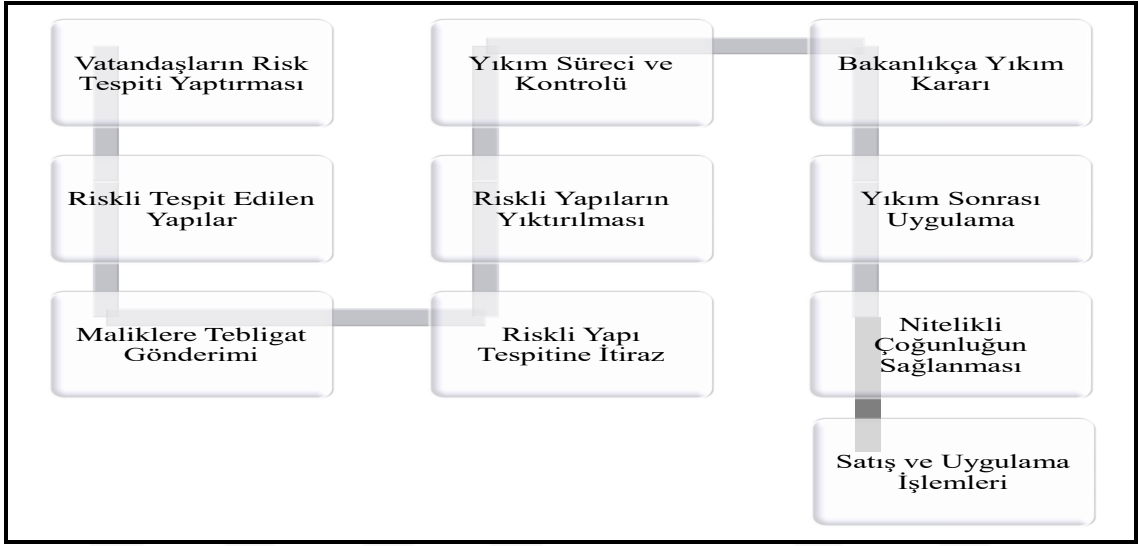 Vatandaşların Risk
Tespiti Yaptırması
Riskli Tespit Edilen
Yapılar
Maliklere Tebligat
Gönderimi
Riskli Yapı
Tespitine İtiraz
Riskli Yapıların
Yıktırılması
Yıkım Süreci ve
Kontrolü
Bakanlıkça Yıkım
Kararı
Yıkım Sonrası
Uygulama
Nitelikli
Çoğunluğun
Sağlanması
Satış ve Uygulama
İşlemleri